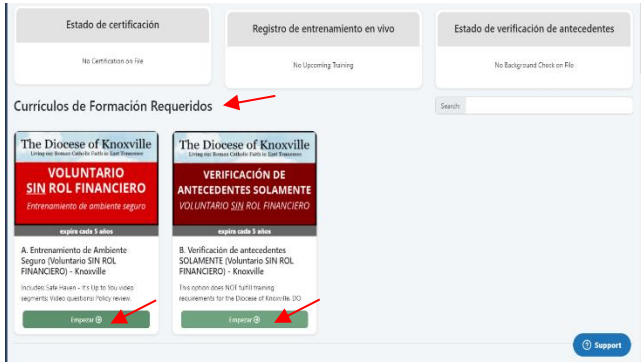 Estado de certificación
Registro de entrenamiento en vivo
Estado de verificación de antecedentes
No Certification on File
No Upcoming Training
No Background Check on File
Currículos de Formación Requeridos
Search:
The Diocese of Knoxville
Living our Roman Catholic Faith in East Tennessee
VOLUNTARIO
SIN ROL FINANCIERO
Entrenamiento de ambiente seguro
expira cada 5 años
A. Entrenamiento de Ambiente
Seguro (Voluntario SIN ROL
FINANCIERO) - Knoxville
Includes: Safe Haven - It's Up to You video
segments; Video questions; Policy review.
Empezar
The Diocese of Knoxville
Living our Roman Catholic Faith in East Tennessee
VERIFICACIÓN DE
ANTECEDENTES SOLAMENTE
VOLUNTARIO SIN ROL FINANCIERO
expira cada 5 años
B. Verificación de antecedentes
SOLAMENTE (Voluntario SIN ROL
FINANCIERO) - Knoxville
This option does NOT fulfill training
requirements for the Diocese of Knoxville. DO
Empezar
Support